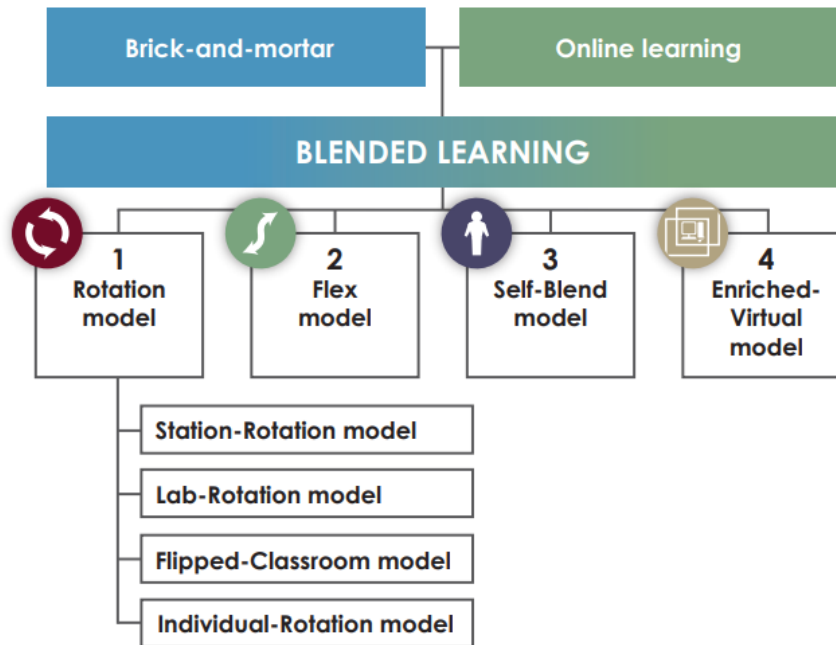 Brick-and-mortar
Online learning
BLENDED LEARNING
1
Rotation
model
2
Flex
model
3
Self-Blend
model
4
Enriched-
Virtual
model
Station-Rotation model
Lab-Rotation model
Flipped-Classroom model
Individual-Rotation model